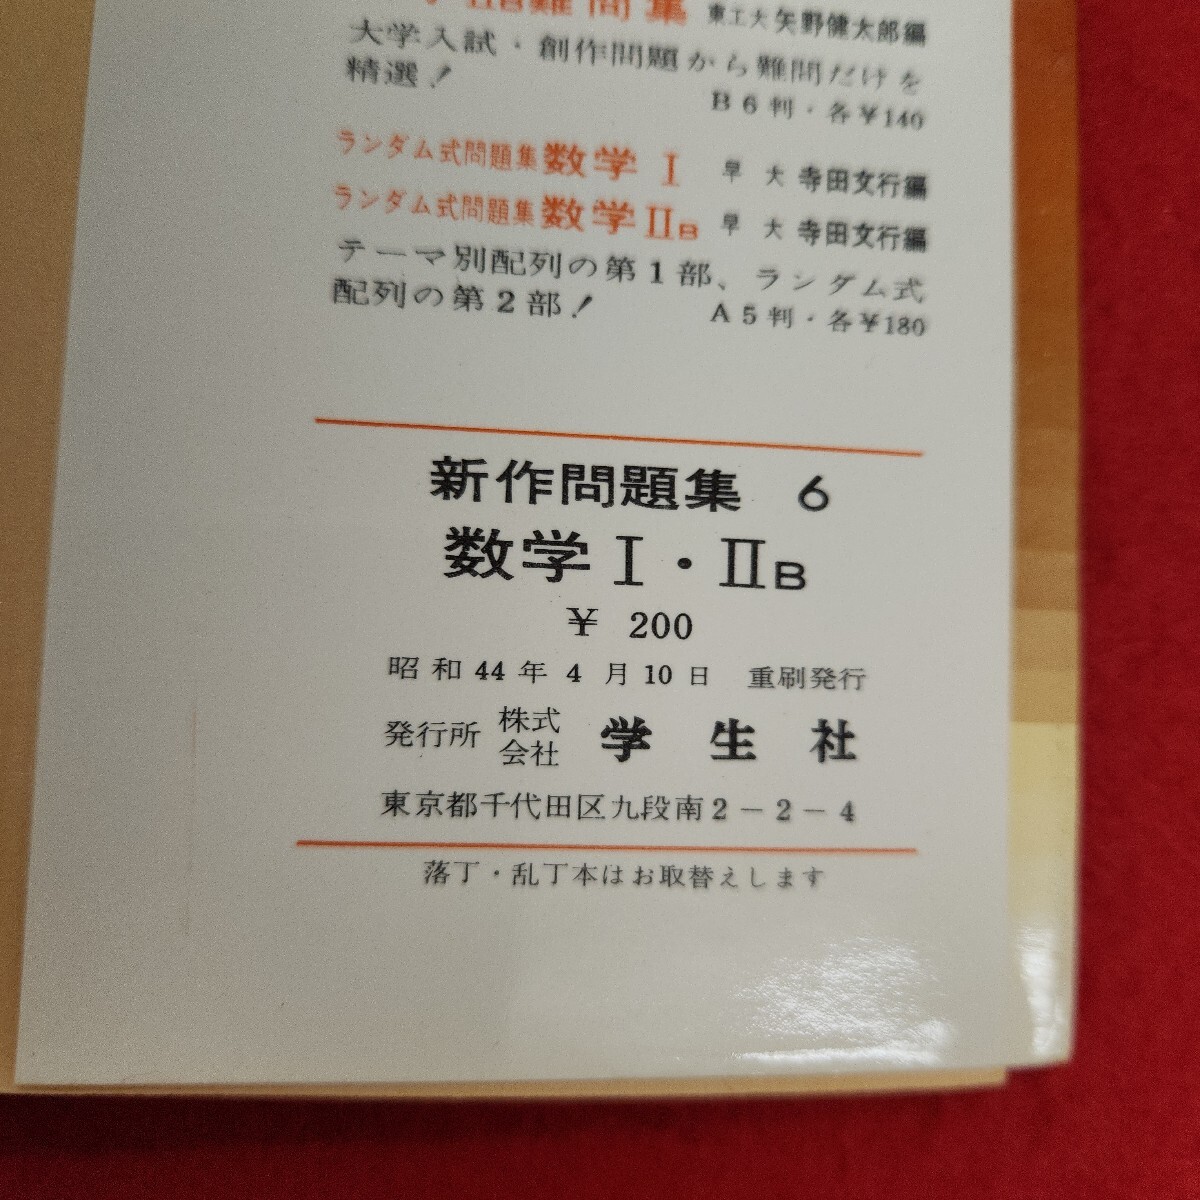 難問集 東工大 矢野健太郎編
大学入試・創作問題から難問だけを
精選！ B6判・各¥140
ランダム式問題集 数学Ⅰ 早大 寺田文行編
ランダム式問題集 数学ⅡB 早大 寺田文行編
テーマ別配列の第1部、ランダム式
配列の第2部！ A5判・各¥180
新作問題集 6
数学Ⅰ・ⅡB
¥ 200
昭和44年4月10日 重刷発行
発行所 株式会社 学生社
東京都千代田区九段南2−2−4
落丁・乱丁本はお取替えします